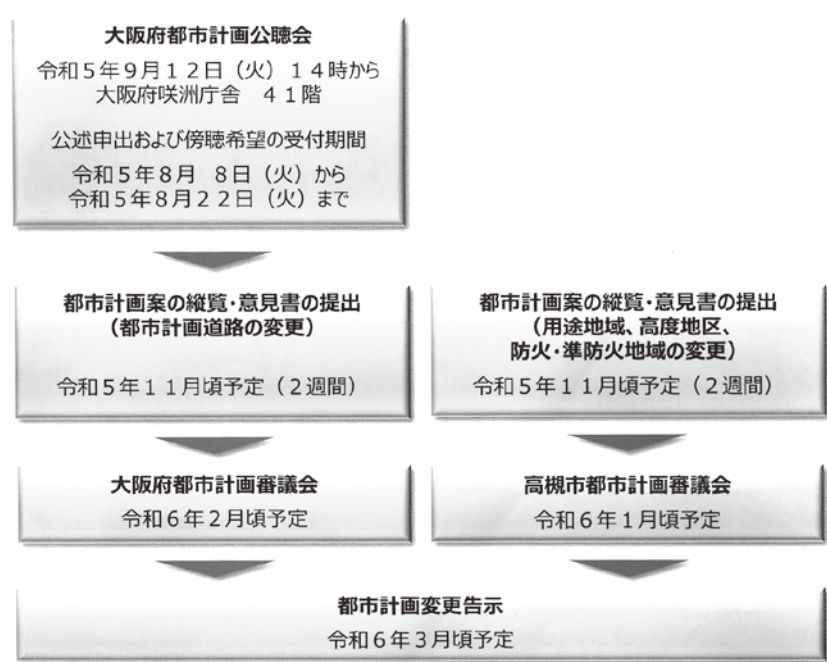 大阪府都市計画公聴会
令和5年9月12日（火）14時から
大阪府咲洲庁舎　41階
公述申出および傍聴希望の受付期間
令和5年8月　8日（火）から
令和5年8月22日（火）まで
都市計画案の縦覧・意見書の提出
（都市計画道路の変更）
令和5年11月頃予定（2週間）
都市計画案の縦覧・意見書の提出
（用途地域、高度地区、
防火・準防火地域の変更）
令和5年11月頃予定（2週間）
大阪府都市計画審議会
令和6年2月頃予定
高槻市都市計画審議会
令和6年1月頃予定
都市計画変更告示
令和6年3月頃予定